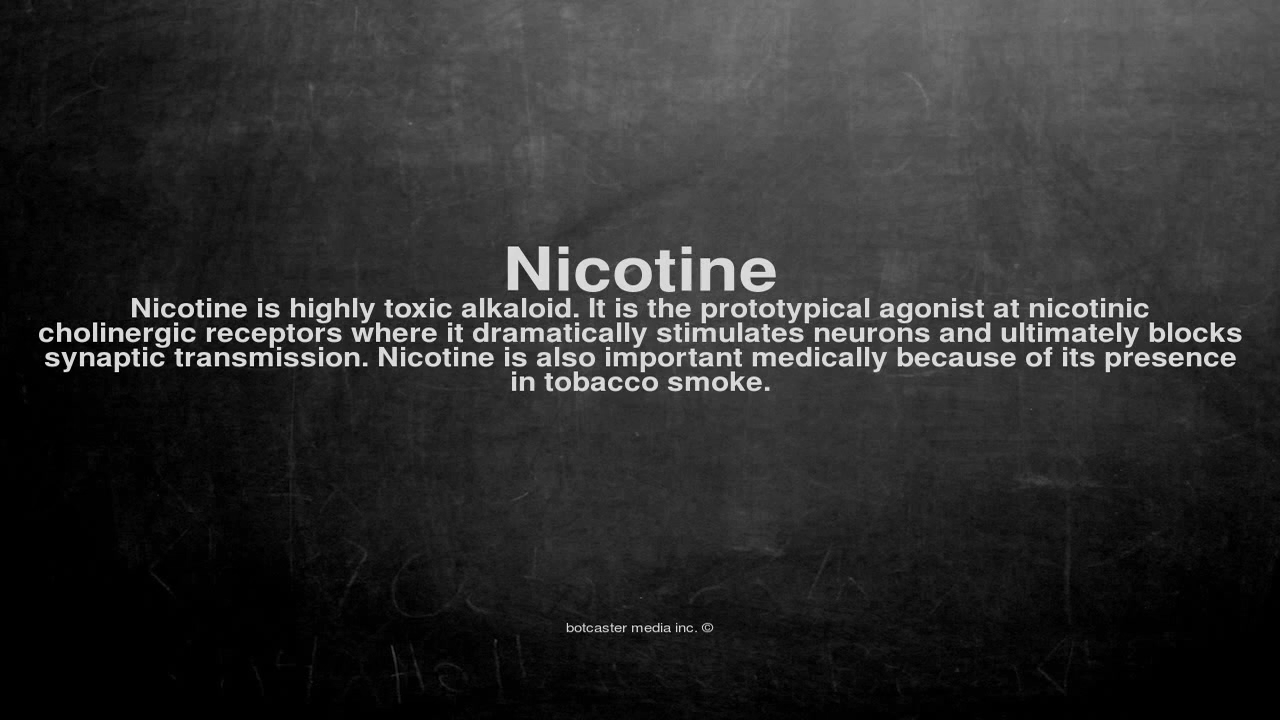 Nicotine
Nicotine is highly toxic alkaloid. It is the prototypical agonist at nicotinic
cholinergic receptors where it dramatically stimulates neurons and ultimately blocks
synaptic transmission. Nicotine is also important medically because of its presence
in tobacco smoke.
botcaster media inc. ©